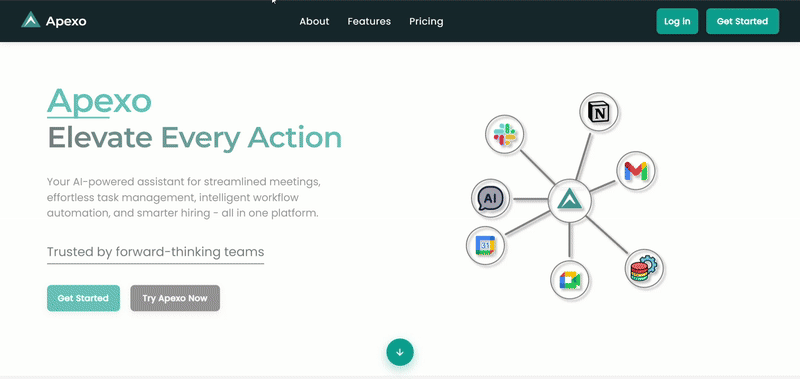 Apexo
About
Features
Pricing
Log in
Get Started
Apexo
Elevate Every Action
Your AI-powered assistant for streamlined meetings,
effortless task management, intelligent workflow
automation, and smarter hiring - all in one platform.
Trusted by forward-thinking teams
Get Started
Try Apexo Now
N
AI
31